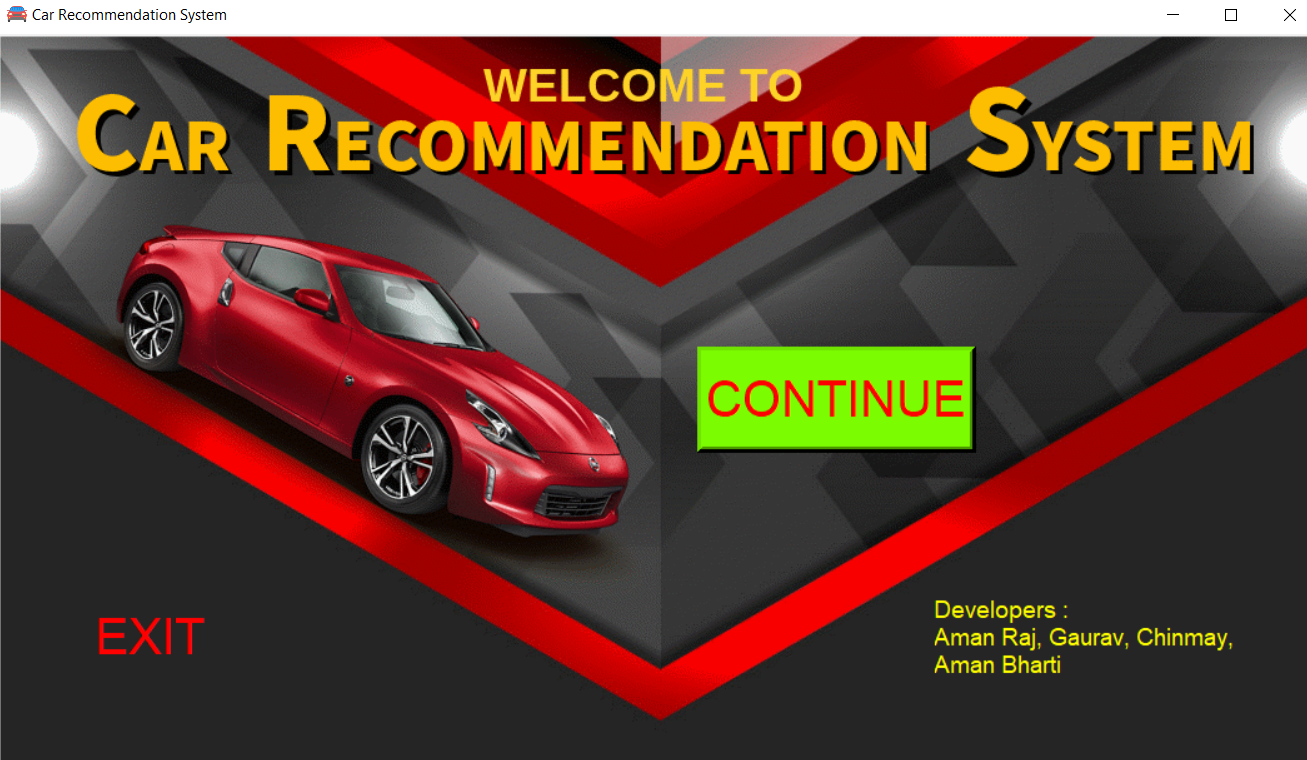 Car Recommendation System
WELCOME TO
CAR RECOMMENDATION SYSTEM
CONTINUE
EXIT
Developers :
Aman Raj, Gaurav, Chinmay,
Aman Bharti